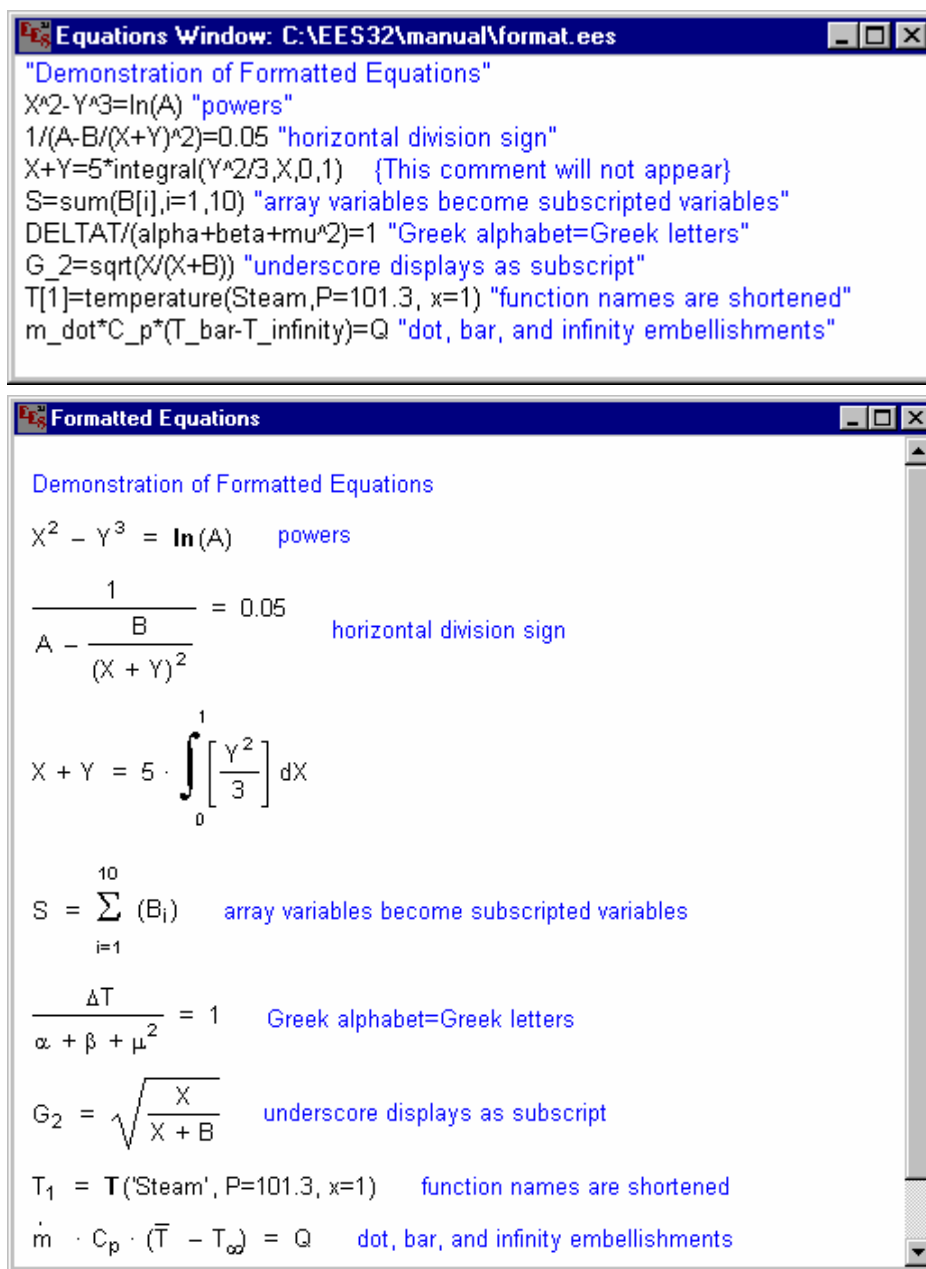 EES Equations Window: C:\EES32\manual\format.ees
"Demonstration of Formatted Equations"
X^2-Y^3=ln(A) "powers"
1/(A-B/(X+Y)^2)=0.05 "horizontal division sign"
X+Y=5*integral(Y^2/3,X,0,1) {This comment will not appear}
S=sum(B[i],i=1,10) "array variables become subscripted variables"
DELTAT/(alpha+beta+mu^2)=1 "Greek alphabet=Greek letters"
G_2=sqrt(X/(X+B)) "underscore displays as subscript"
T[1]=temperature(Steam,P=101.3, x=1) "function names are shortened"
m_dot*C_p*(T_bar-T_infinity)=Q "dot, bar, and infinity embellishments"
EES Formatted Equations
Demonstration of Formatted Equations
X² – Y³ = ln(A) powers
1 / (A – B / (X + Y)²) = 0.05 horizontal division sign
X + Y = 5 · ∫₀¹ [Y²/3] dX
S = Σ_{i=1}^{10} (Bᵢ) array variables become subscripted variables
ΔT / (α + β + μ²) = 1 Greek alphabet=Greek letters
G₂ = √(X / (X + B)) underscore displays as subscript
T₁ = T('Steam', P=101.3, x=1) function names are shortened
ṁ · Cₚ · (T̄ – T_∞) = Q dot, bar, and infinity embellishments